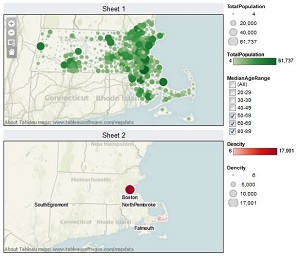 Sheet 1
Connecticut
Rhode Island
About Tableau maps: www.tableausoftware.com/mapdata
Sheet 2
New Hampshire
Massachusetts
Boston
SouthEgremont
NorthPembroke
Connecticut
Rhode Island
Falmouth
About Tableau maps: www.tableausoftware.com/mapdata
TotalPopulation
4
20,000
40,000
61,737
TotalPopulation
4
61,737
MedianAgeRange
(All)
20-29
30-39
40-49
50-59
60-69
80-89
Dencity
6
17,001
Dencity
6
5,000
10,000
17,001